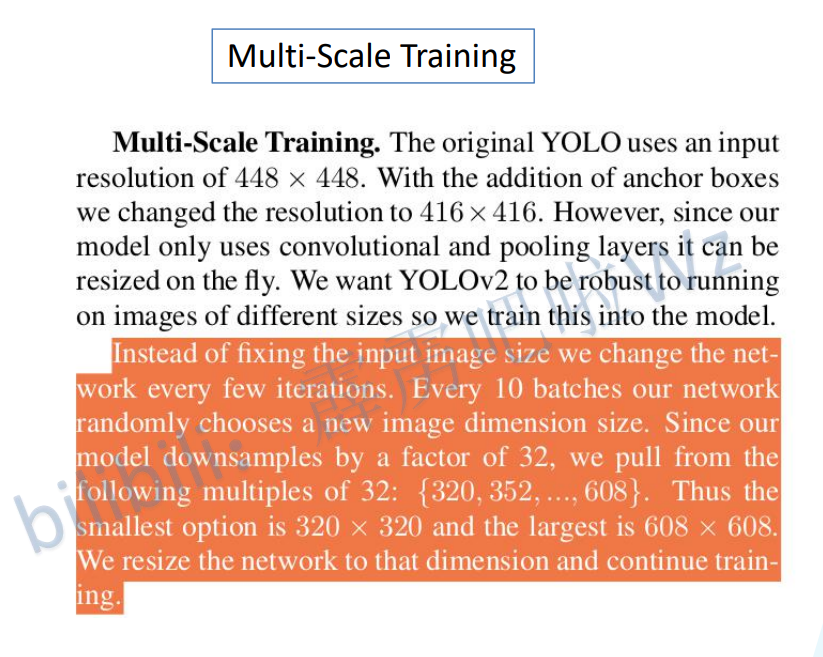 Multi-Scale Training
Multi-Scale Training. The original YOLO uses an input
resolution of 448 × 448. With the addition of anchor boxes
we changed the resolution to 416×416. However, since our
model only uses convolutional and pooling layers it can be
resized on the fly. We want YOLOv2 to be robust to running
on images of different sizes so we train this into the model.
Instead of fixing the input image size we change the net-
work every few iterations. Every 10 batches our network
randomly chooses a new image dimension size. Since our
model downsamples by a factor of 32, we pull from the
following multiples of 32: {320, 352, ..., 608}. Thus the
smallest option is 320 × 320 and the largest is 608 × 608.
We resize the network to that dimension and continue train-
ing.
bilibili: 霹雳吧啦Wz